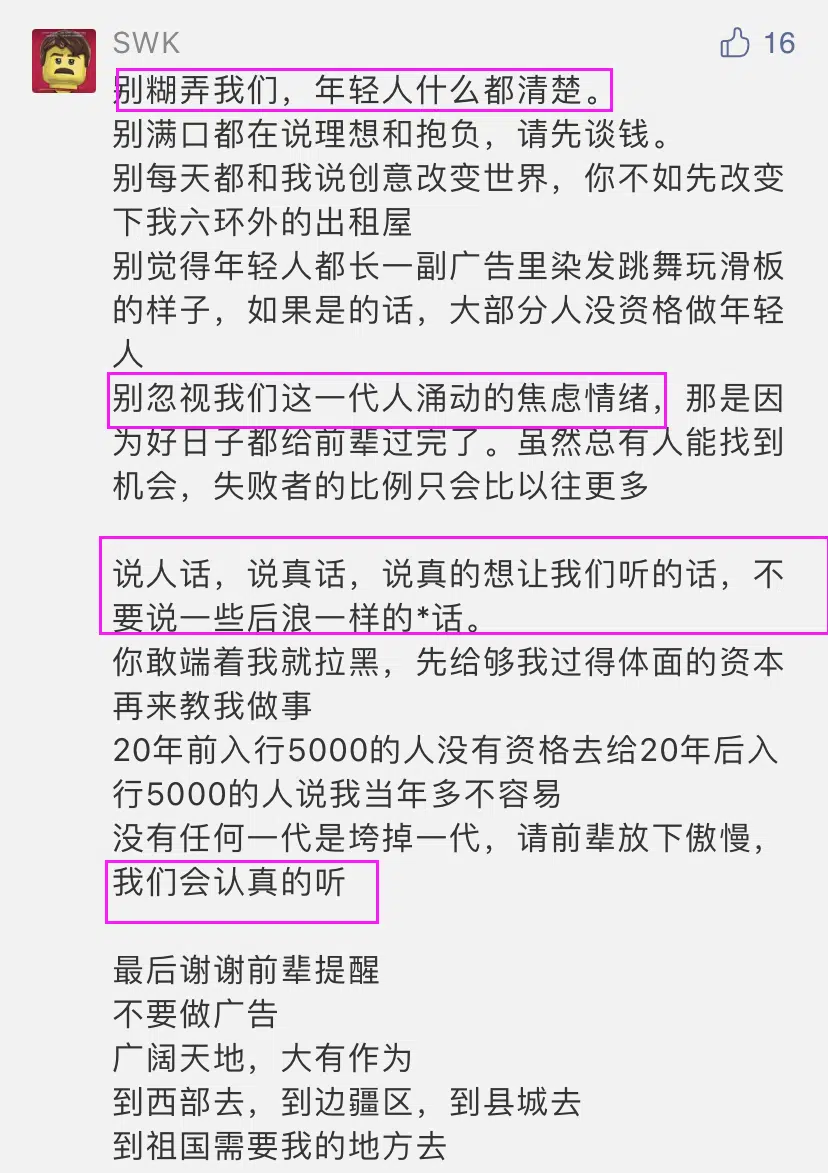 SWK
16
别糊弄我们，年轻人什么都清楚。
别满口都在说理想和抱负，请先谈钱。
别每天都和我说创意改变世界，你不如先改变
下我六环外的出租屋
别觉得年轻人都长一副广告里染发跳舞玩滑板
的样子，如果是的话，大部分人没资格做年轻
人
别忽视我们这一代人涌动的焦虑情绪，那是因
为好日子都给前辈过完了。虽然总有人能找到
机会，失败者的比例只会比以往更多
说人话，说真话，说真的想让我们听的话，不
要说一些后浪一样的*话。
你敢端着我就拉黑，先给够我过得体面的资本
再来教我做事
20年前入行5000的人没有资格去给20年后入
行5000的人说我当年多不容易
没有任何一代是垮掉一代，请前辈放下傲慢，
我们会认真的听
最后谢谢前辈提醒
不要做广告
广阔天地，大有作为
到西部去，到边疆区，到县城去
到祖国需要我的地方去